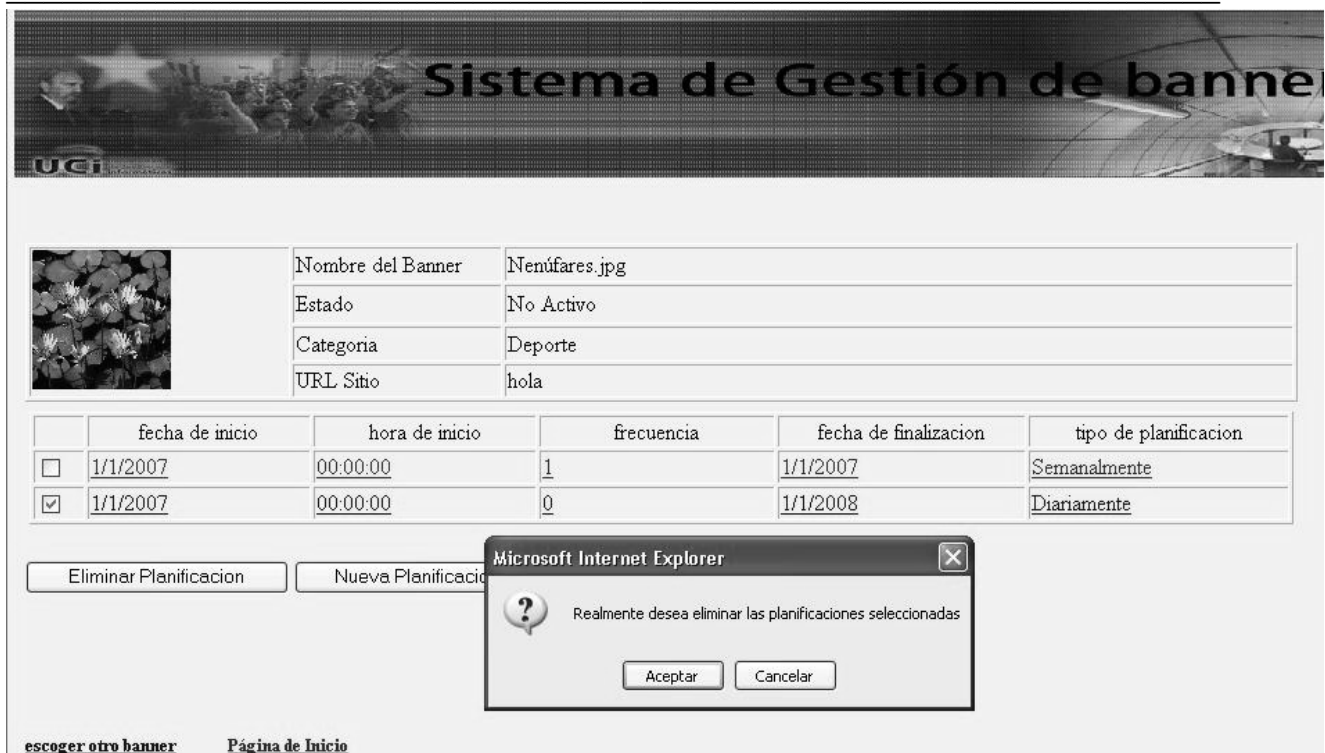 Sistema de Gestión de banner
UCi
Nombre del Banner Nenúfares.jpg
Estado No Activo
Categoria Deporte
URL Sitio hola
fecha de inicio hora de inicio frecuencia fecha de finalizacion tipo de planificacion
1/1/2007 00:00:00 1 1/1/2007 Semanalmente
1/1/2007 00:00:00 0 1/1/2008 Diariamente
Microsoft Internet Explorer
Eliminar Planificacion Nueva Planificacio
Realmente desea eliminar las planificaciones seleccionadas
Aceptar Cancelar
escoger otro banner Página de Inicio